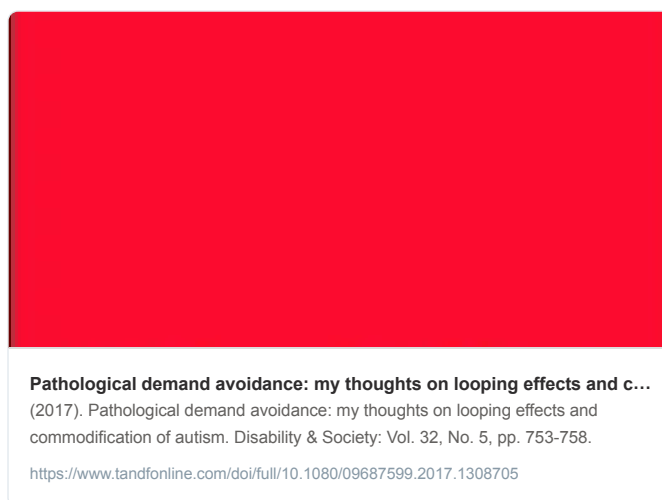 Pathological demand avoidance: my thoughts on looping effects and c...
(2017). Pathological demand avoidance: my thoughts on looping effects and
commodification of autism. Disability & Society: Vol. 32, No. 5, pp. 753-758.
https://www.tandfonline.com/doi/full/10.1080/09687599.2017.1308705